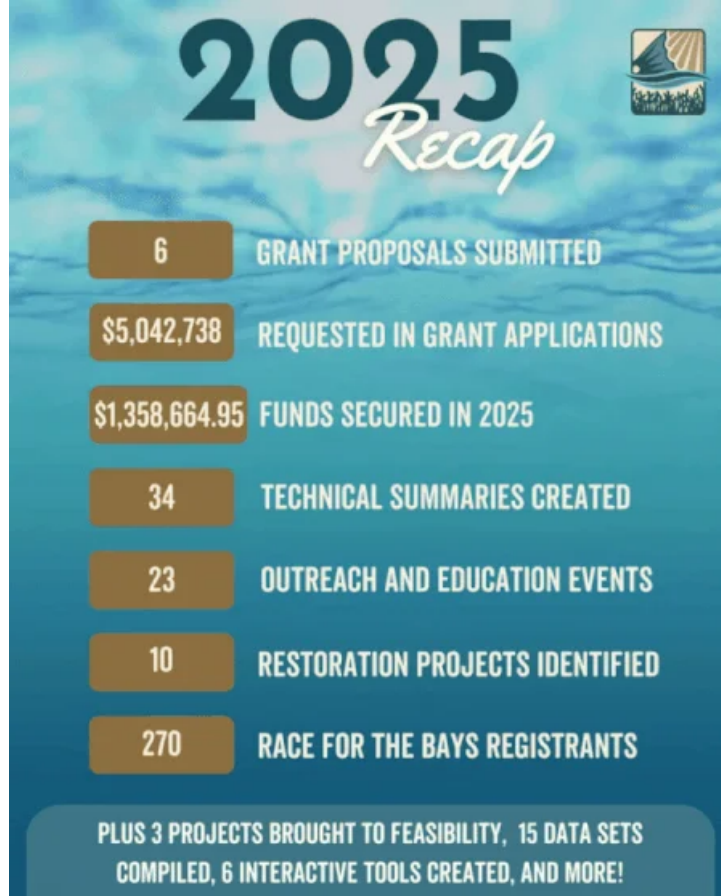 2025
Recap
6 GRANT PROPOSALS SUBMITTED
$5,042,738 REQUESTED IN GRANT APPLICATIONS
$1,358,664.95 FUNDS SECURED IN 2025
34 TECHNICAL SUMMARIES CREATED
23 OUTREACH AND EDUCATION EVENTS
10 RESTORATION PROJECTS IDENTIFIED
270 RACE FOR THE BAYS REGISTRANTS
PLUS 3 PROJECTS BROUGHT TO FEASIBILITY, 15 DATA SETS
COMPILED, 6 INTERACTIVE TOOLS CREATED, AND MORE!